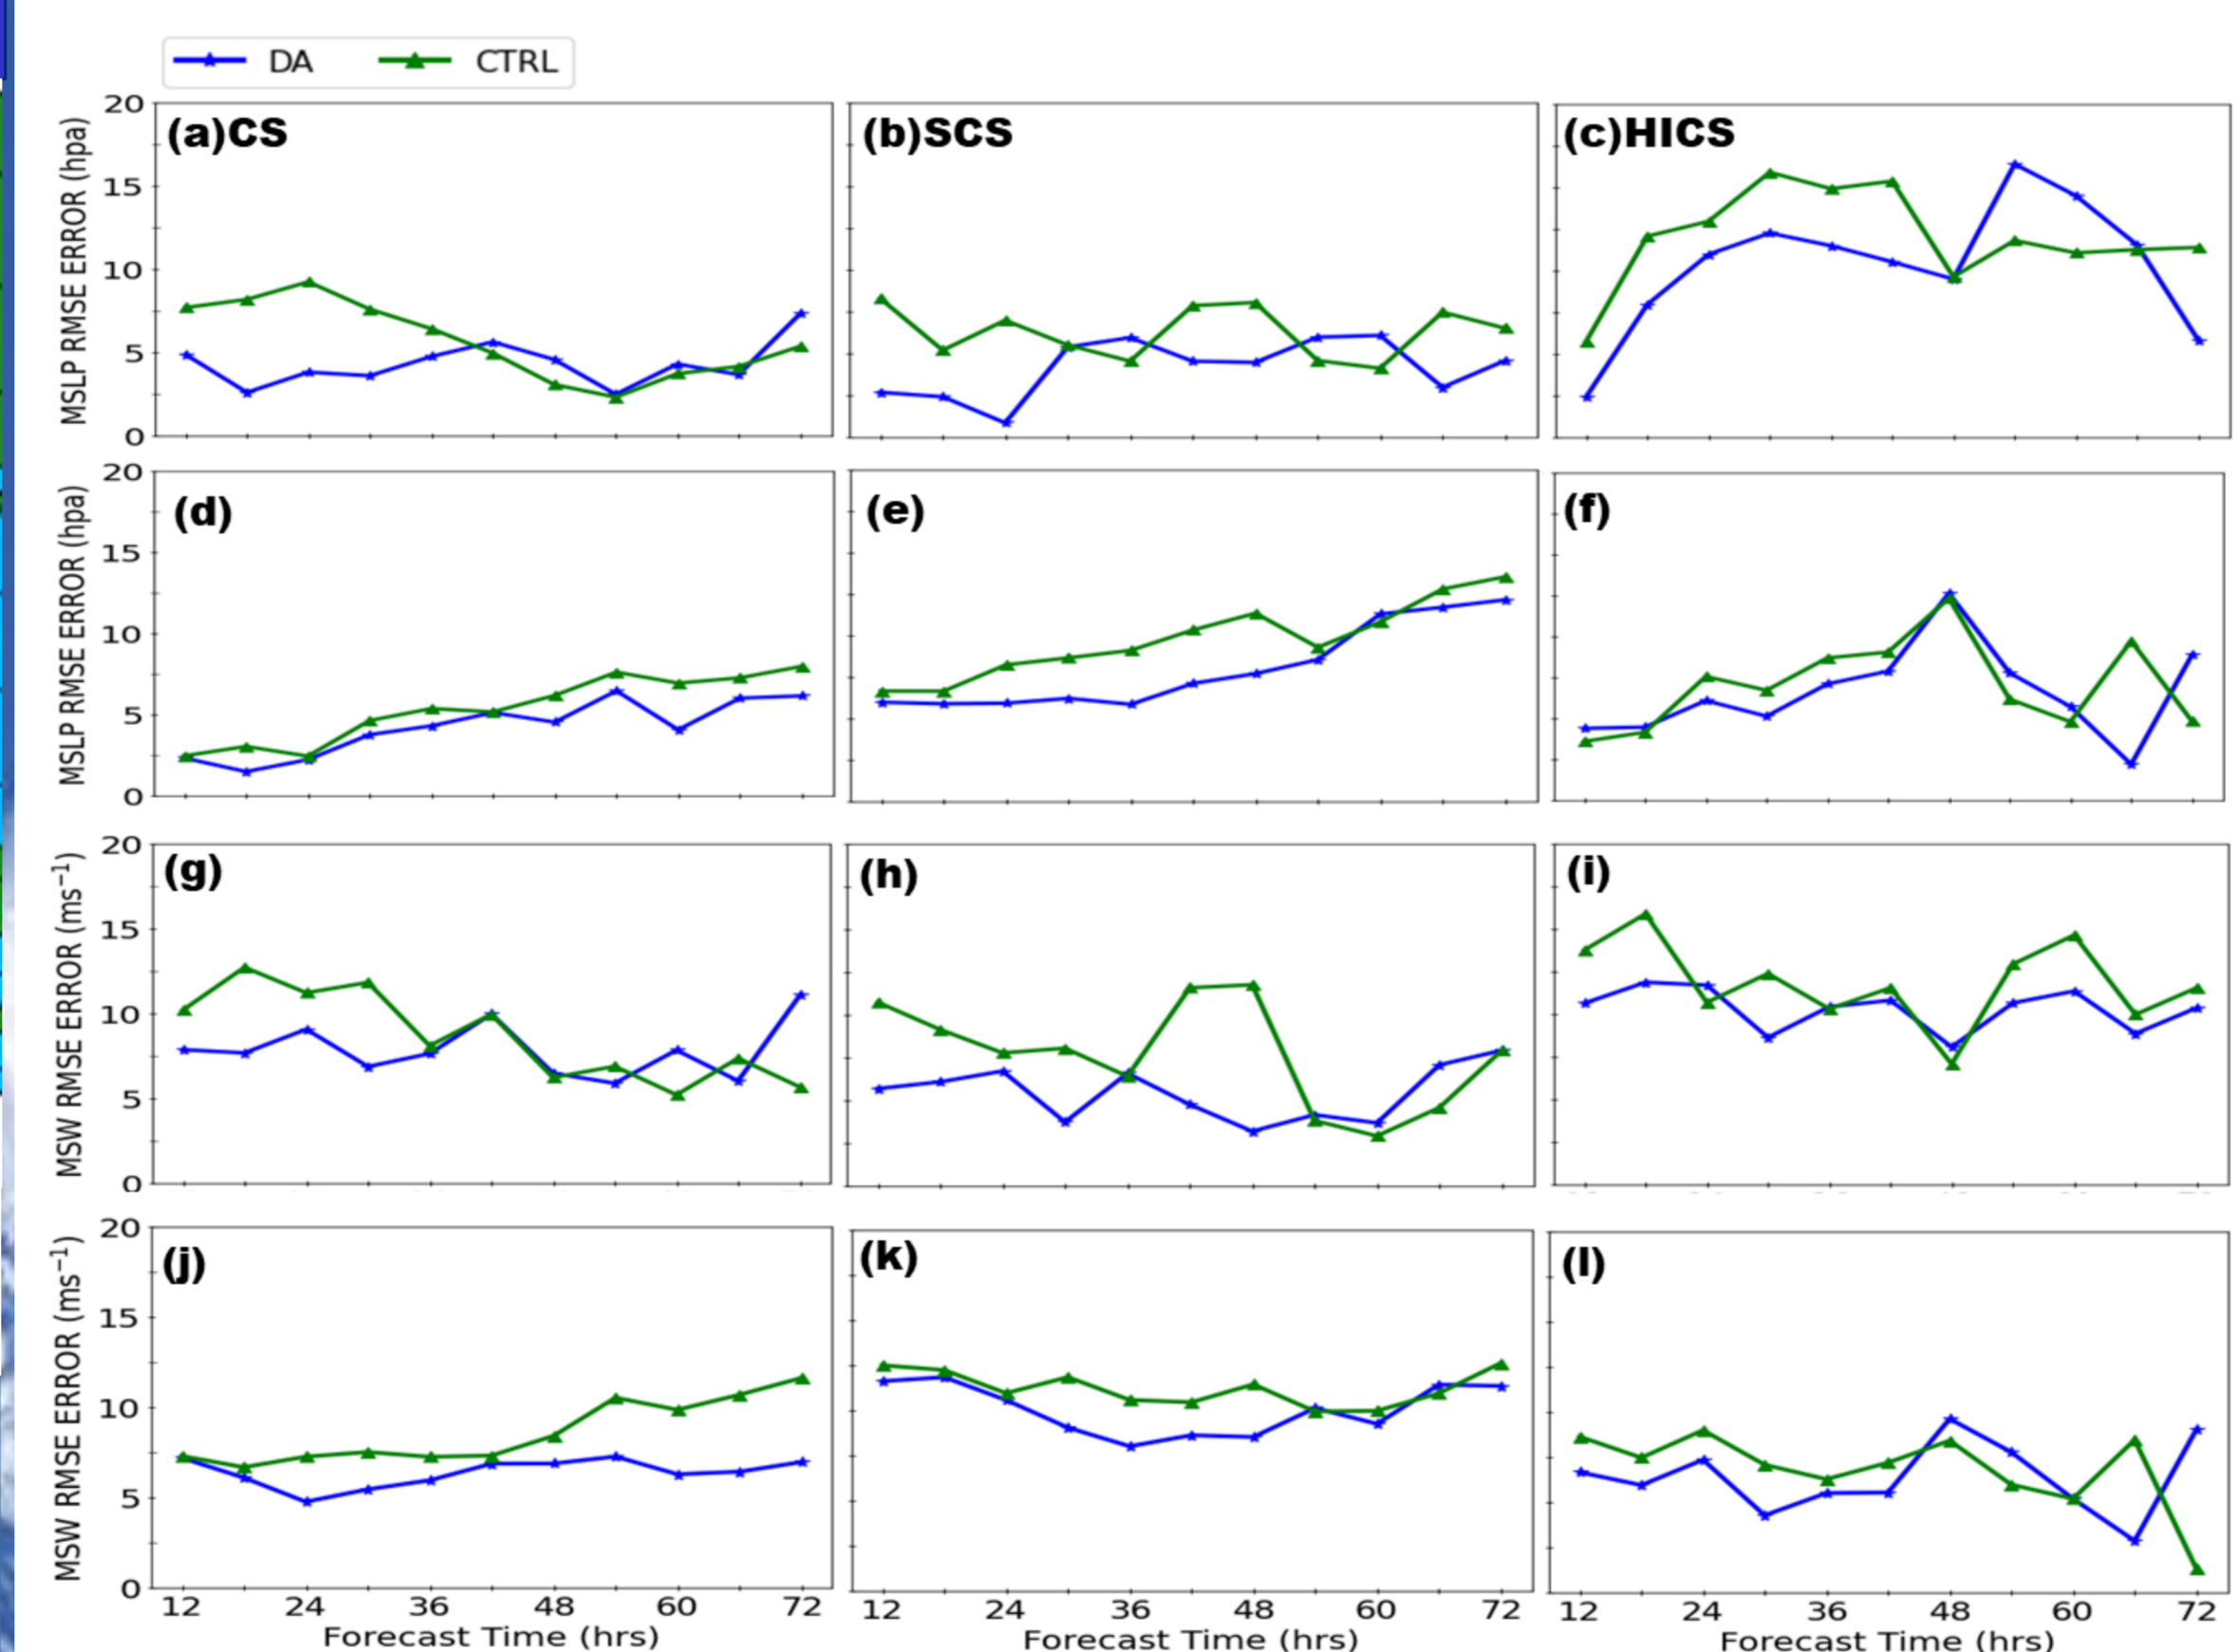 DA CTRL
MSLP RMSE ERROR (hpa)
20
15
10
5
0
(a)CS
(b)SCS
(c)HICS
MSLP RMSE ERROR (hpa)
20
15
10
5
0
(d)
(e)
(f)
MSW RMSE ERROR (ms⁻¹)
20
15
10
5
0
(g)
(h)
(i)
MSW RMSE ERROR (ms⁻¹)
20
15
10
5
0
(j)
(k)
(l)
12 24 36 48 60 72
Forecast Time (hrs)
12 24 36 48 60 72
Forecast Time (hrs)
12 24 36 48 60 72
Forecast Time (hrs)